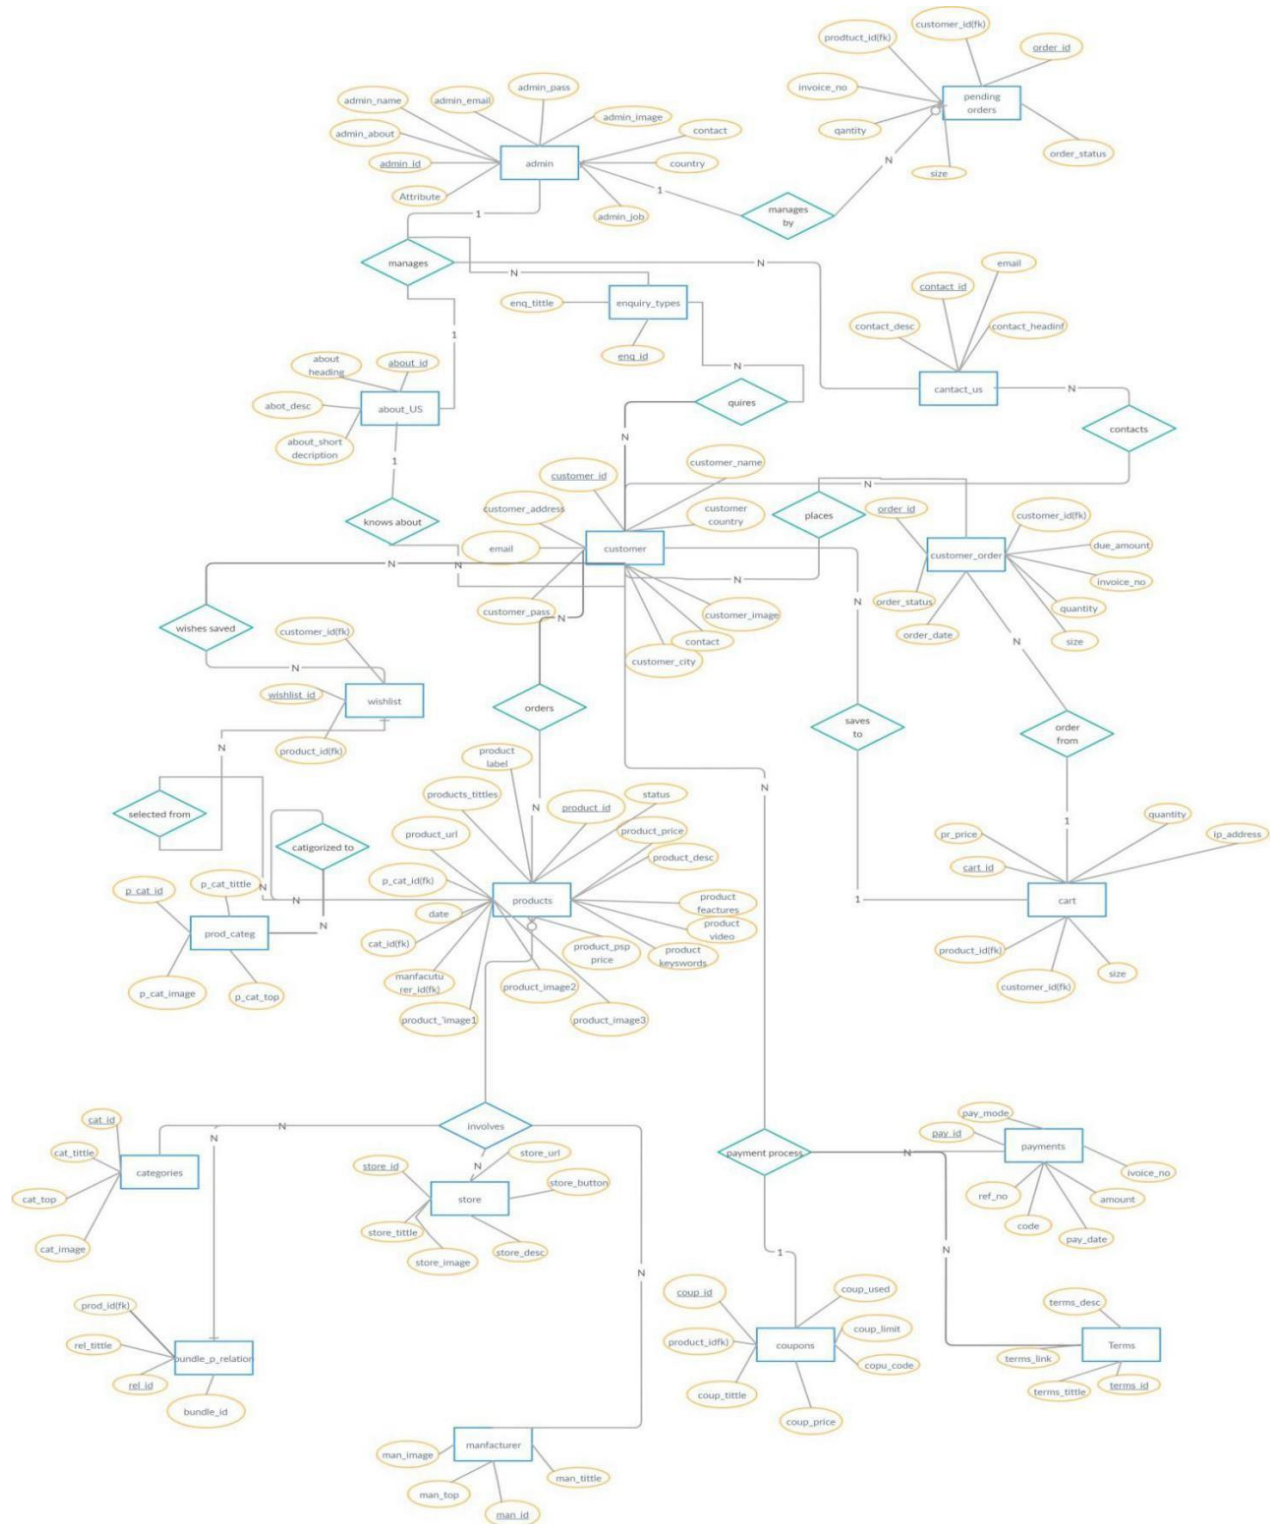 customer_id(fk)
prodtuct_id(fk)
order_id
invoice_no
pending
orders
qantity
order_status
size
admin_pass
admin_name
admin_email
admin_image
admin_about
contact
admin_id
admin
country
Attribute
admin_job
N
1
manages
by
1
manages
N
N
email
contact_id
enq_tittle
enquiry_types
contact_desc
contact_headinf
enq_id
1
about
heading
about_id
N
cantact_us
N
abot_desc
about_US
quires
contacts
about_short
decription
N
1
customer_name
customer_id
N
customer_address
customer
country
places
order_id
customer_id(fk)
knows about
email
customer
customer_order
due_amount
N
N
N
invoice_no
customer_pass
customer_image
N
order_status
quantity
wishes saved
customer_id(fk)
contact
order_date
N
size
customer_city
N
wishlist_id
wishlist
orders
saves
to
order
from
N
product_id(fk)
product
label
N
products_tittles
product_id
status
selected from
N
quantity
product_url
product_price
1
pr_price
ip_address
catigorized to
product_desc
cart_id
p_cat_id
p_cat_tittle
N
p_cat_id(fk)
N
products
product
feactures
1
cart
date
N
prod_categ
product
video
cat_id(fk)
product_psp
price
product
keyswords
product_id(fk)
size
manfacutu
rer_id(fk)
product_image2
customer_id(fk)
p_cat_image
p_cat_top
product_'image1
product_image3
cat_id
N
N
involves
pay_mode
pay_id
payments
cat_tittle
N
store_url
payment process
N
categories
store_id
store_button
ivoice_no
cat_top
store
ref_no
amount
store_tittle
code
pay_date
cat_image
store_image
store_desc
1
N
N
coup_id
coup_used
prod_id(fk)
terms_desc
coup_limit
rel_tittle
bundle_p_relation
product_idfk)
coupons
Terms
terms_link
copu_code
rel_id
coup_tittle
terms_tittle
terms_id
bundle_id
coup_price
man_image
manfacturer
man_tittle
man_top
man_id